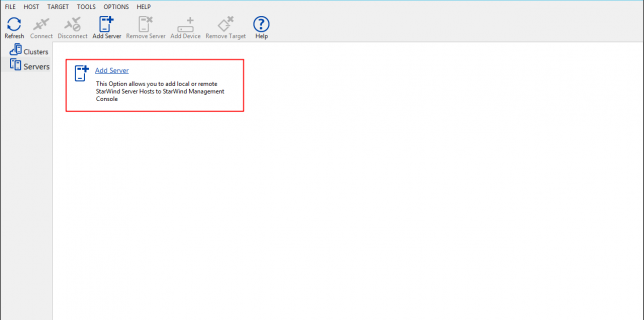 FILE HOST TARGET TOOLS OPTIONS HELP
Refresh Connect Disconnect Add Server Remove Server Add Device Remove Target Help
Clusters
Servers
Add Server
This Option allows you to add local or remote
StarWind Server Hosts to StarWind Management
Console